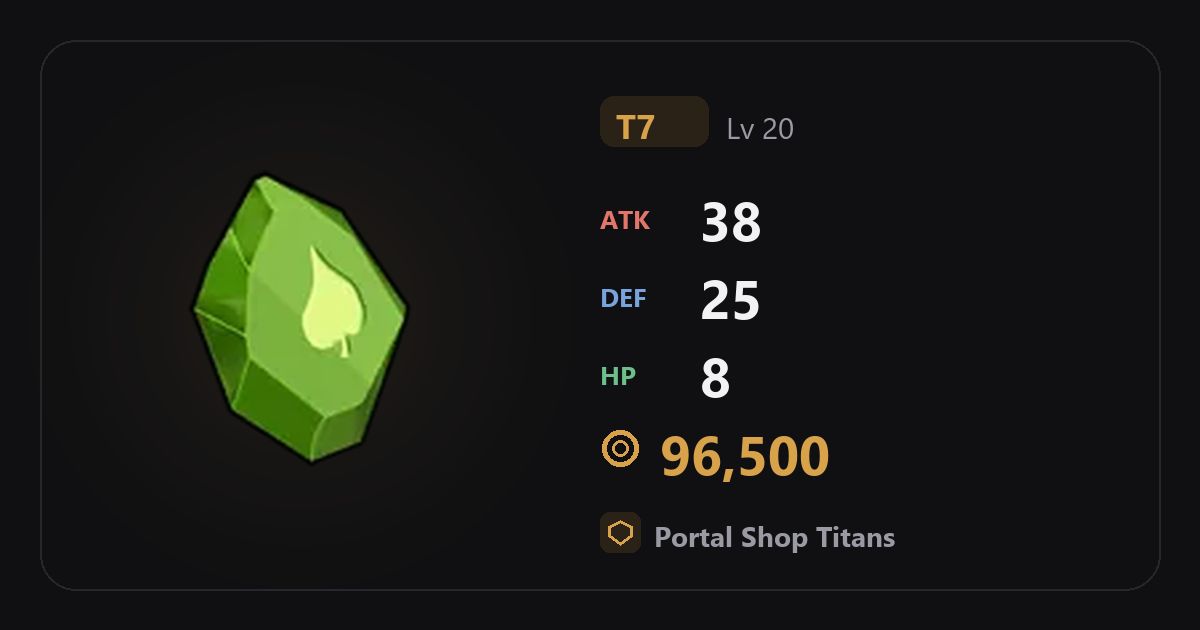 T7 Lv 20
ATK 38
DEF 25
HP 8
96,500
Portal Shop Titans